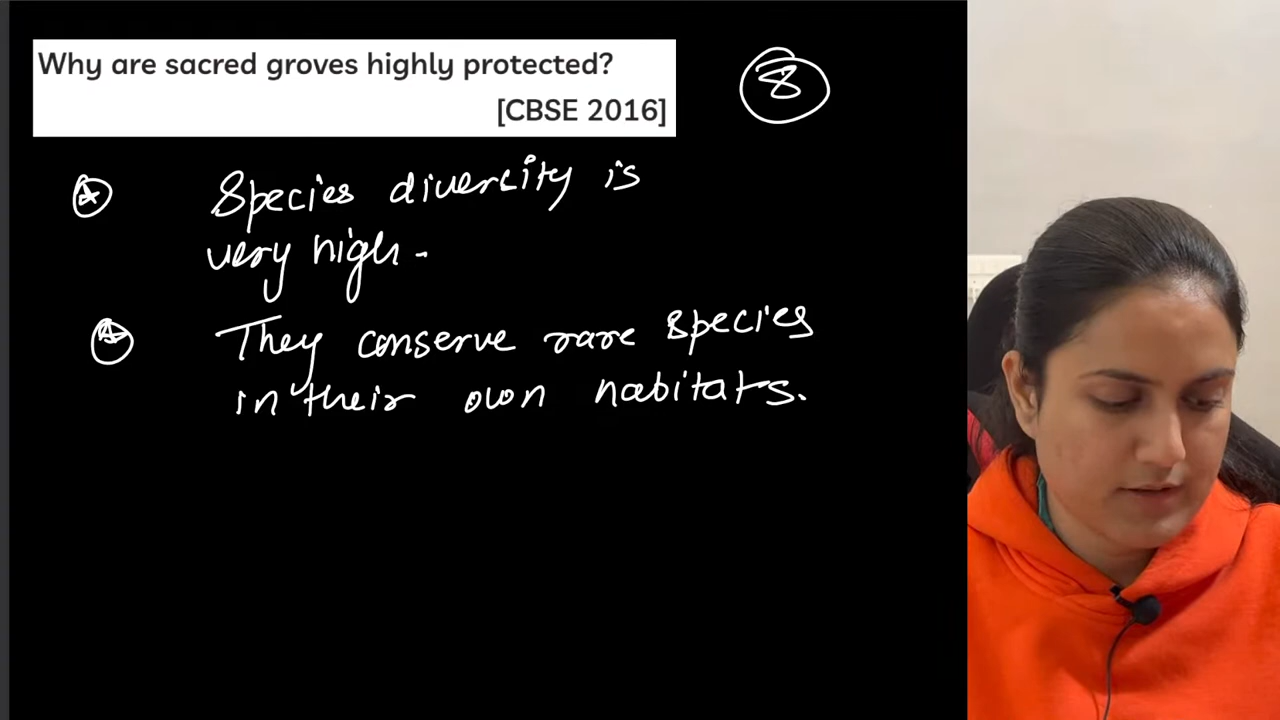 Why are sacred groves highly protected?
[CBSE 2016]
8
Species diversity is
very high.
They conserve rare species
in their own habitats.